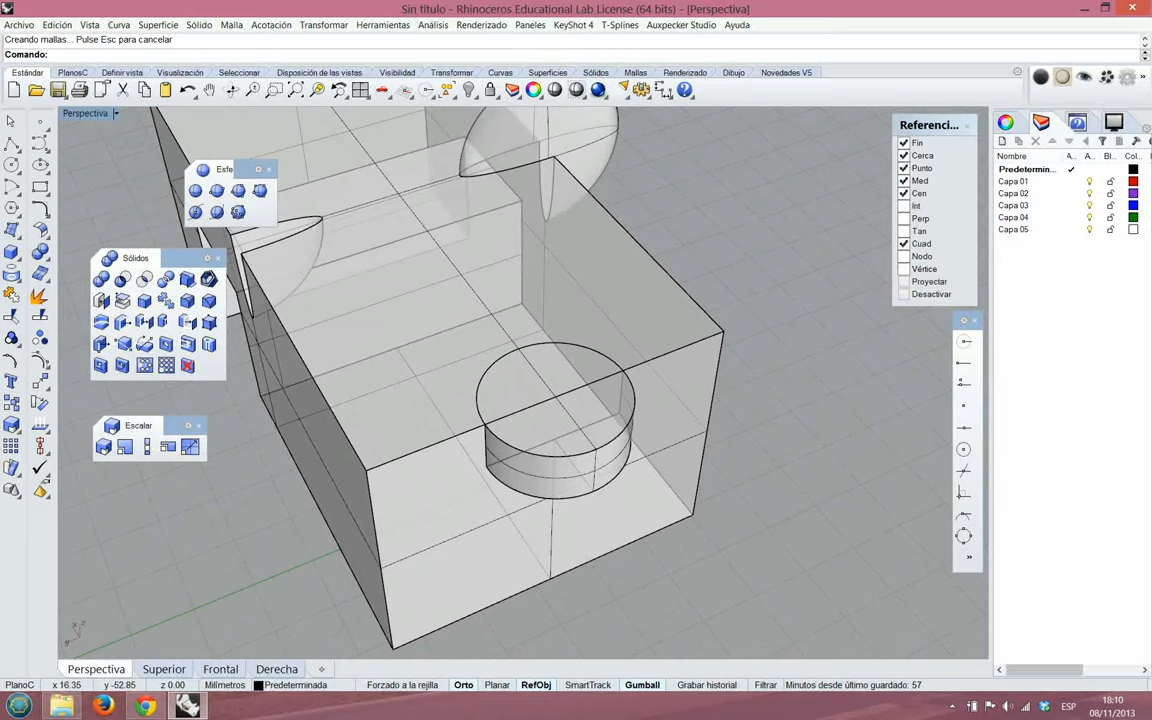 Sin título - Rhinoceros Educational Lab License (64 bits) - [Perspectiva]
Archivo Edición Vista Curva Superficie Sólido Malla Acotación Transformar Herramientas Análisis Renderizado Paneles KeyShot 4 T-Splines Auxpecker Studio Ayuda
Creando mallas... Pulse Esc para cancelar
Comando:
Estándar PlanosC Definir vista Visualización Seleccionar Disposición de las vistas Visibilidad Transformar Curvas Superficies Sólidos Mallas Renderizado Dibujo Novedades V5
Perspectiva
Esfe
Sólidos
Escalar
Referenci...
Fin
Cerca
Punto
Med
Cen
Int
Perp
Tan
Cuad
Nodo
Vértice
Proyectar
Desactivar
Nombre A... A... Bl... Col...
Predetermin...
Capa 01
Capa 02
Capa 03
Capa 04
Capa 05
z
x
Perspectiva Superior Frontal Derecha
PlanoC x 16.35 y -52.85 z 0.00 Milímetros Predeterminada Forzado a la rejilla Orto Planar RefObj SmartTrack Gumball Grabar historial Filtrar Minutos desde último guardado: 57
ESP
18:10
08/11/2013